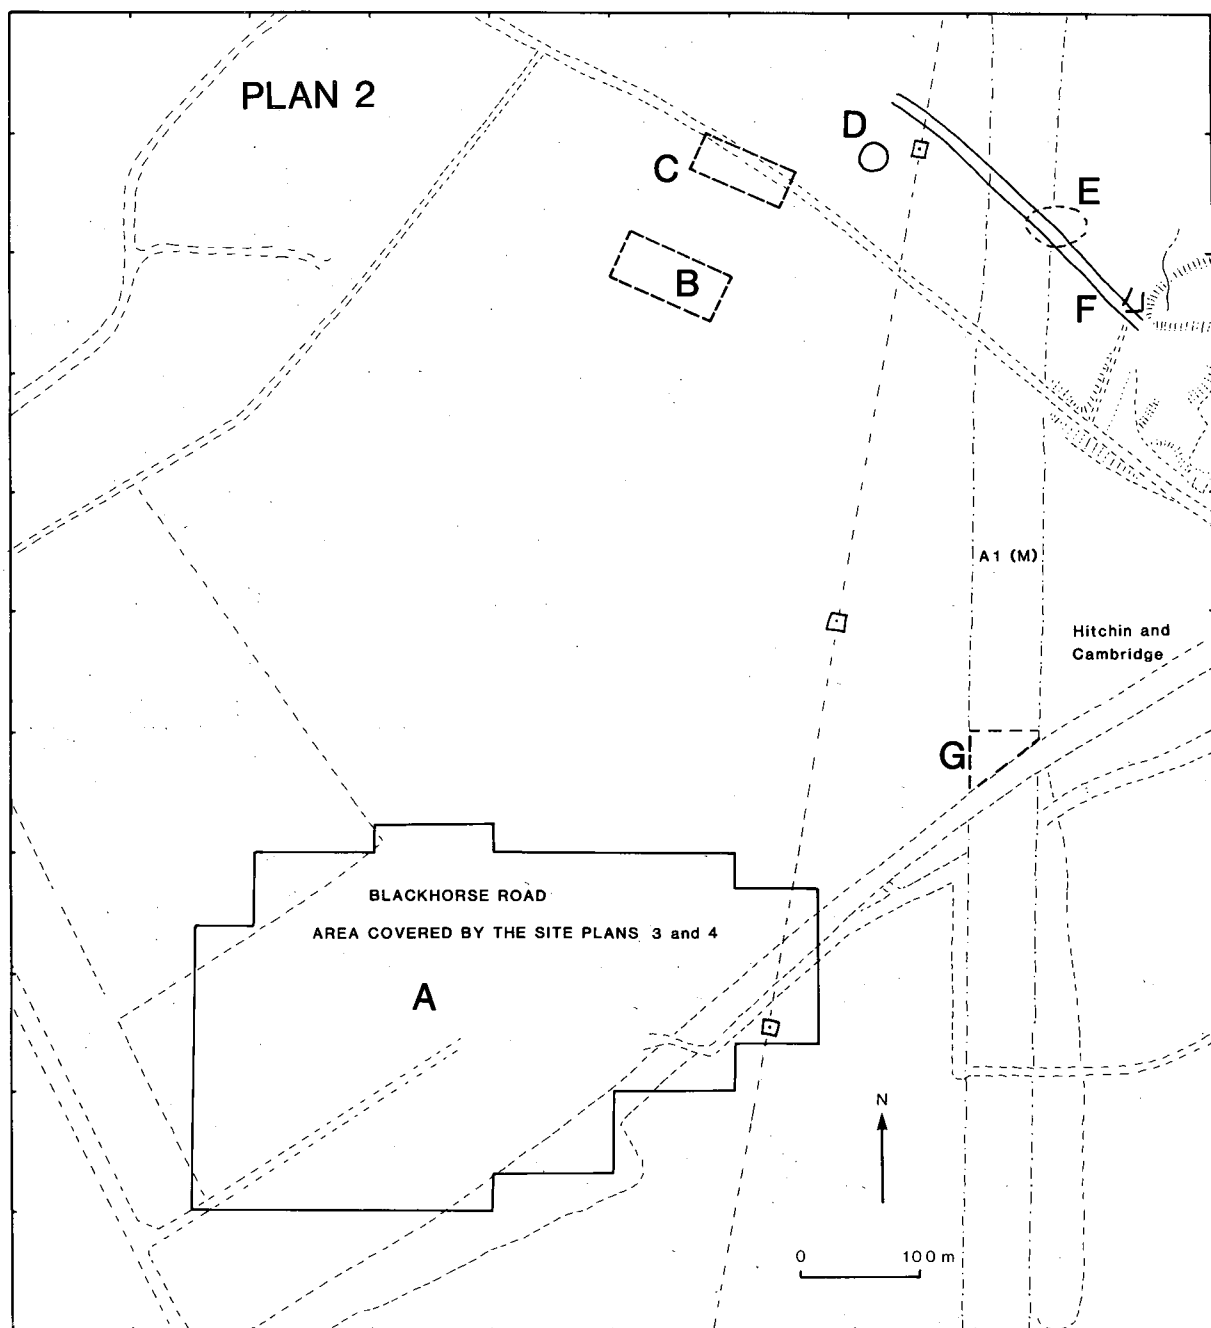 PLAN 2
D
C
E
B
F
A1 (M)
Hitchin and
Cambridge
G
BLACKHORSE ROAD
AREA COVERED BY THE SITE PLANS 3 and 4
A
N
0 100 m